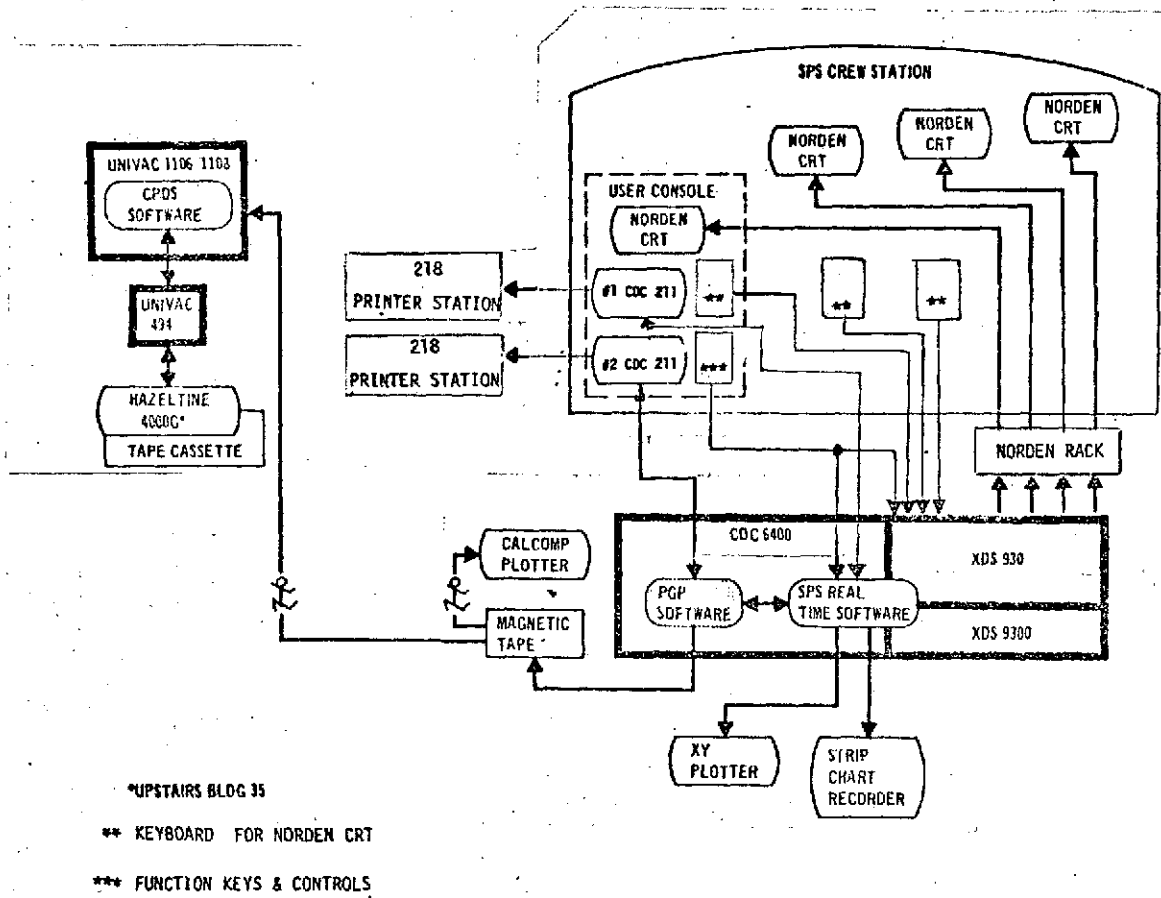 SPS CREW STATION
NORDEN
CRT
NORDEN
CRT
NORDEN
CRT
UNIVAC 1106 1108
CPDS
SOFTWARE
USER CONSOLE
NORDEN
CRT
218
PRINTER STATION
#1 CDC 211
**
**
**
UNIVAC
494
218
PRINTER STATION
#2 CDC 211
***
HAZELTINE
4000G*
TAPE CASSETTE
NORDEN RACK
CDC 6400
XDS 930
CALCOMP
PLOTTER
PGP
SOFTWARE
SPS REAL
TIME SOFTWARE
MAGNETIC
TAPE
XDS 9300
XY
PLOTTER
STRIP
CHART
RECORDER
*UPSTAIRS BLDG 35
** KEYBOARD FOR NORDEN CRT
*** FUNCTION KEYS & CONTROLS